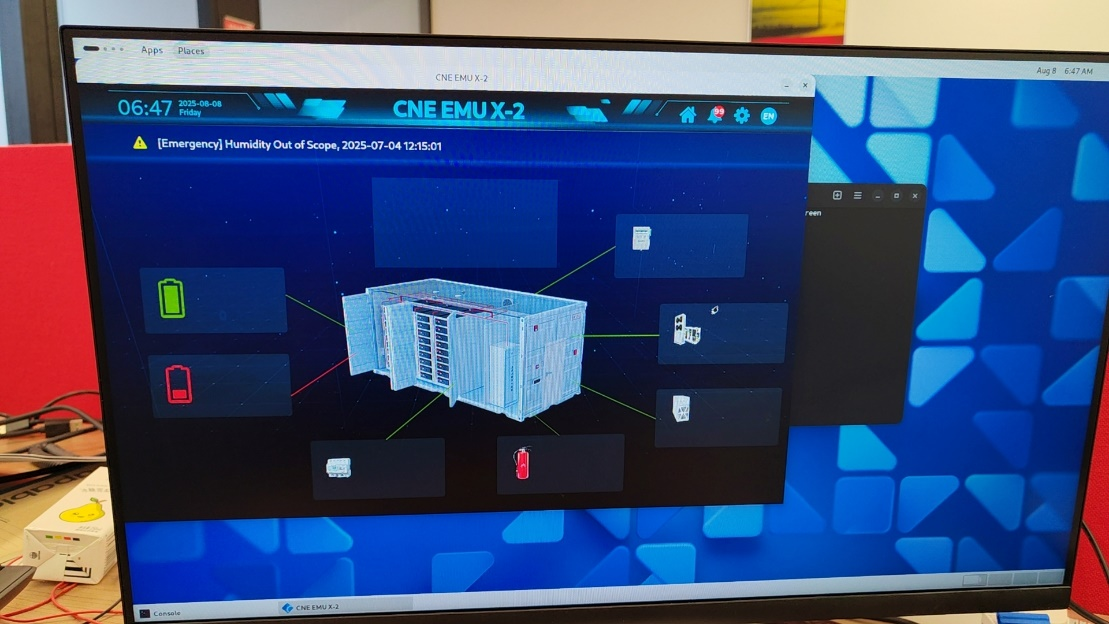 Apps Places
Aug 8 6:47 AM
CNE EMU X-2
06:47
2025-08-08
Friday
CNE EMU X-2
99
EN
[Emergency] Humidity Out of Scope, 2025-07-04 12:15:01
reen
Console
CNE EMU X-2